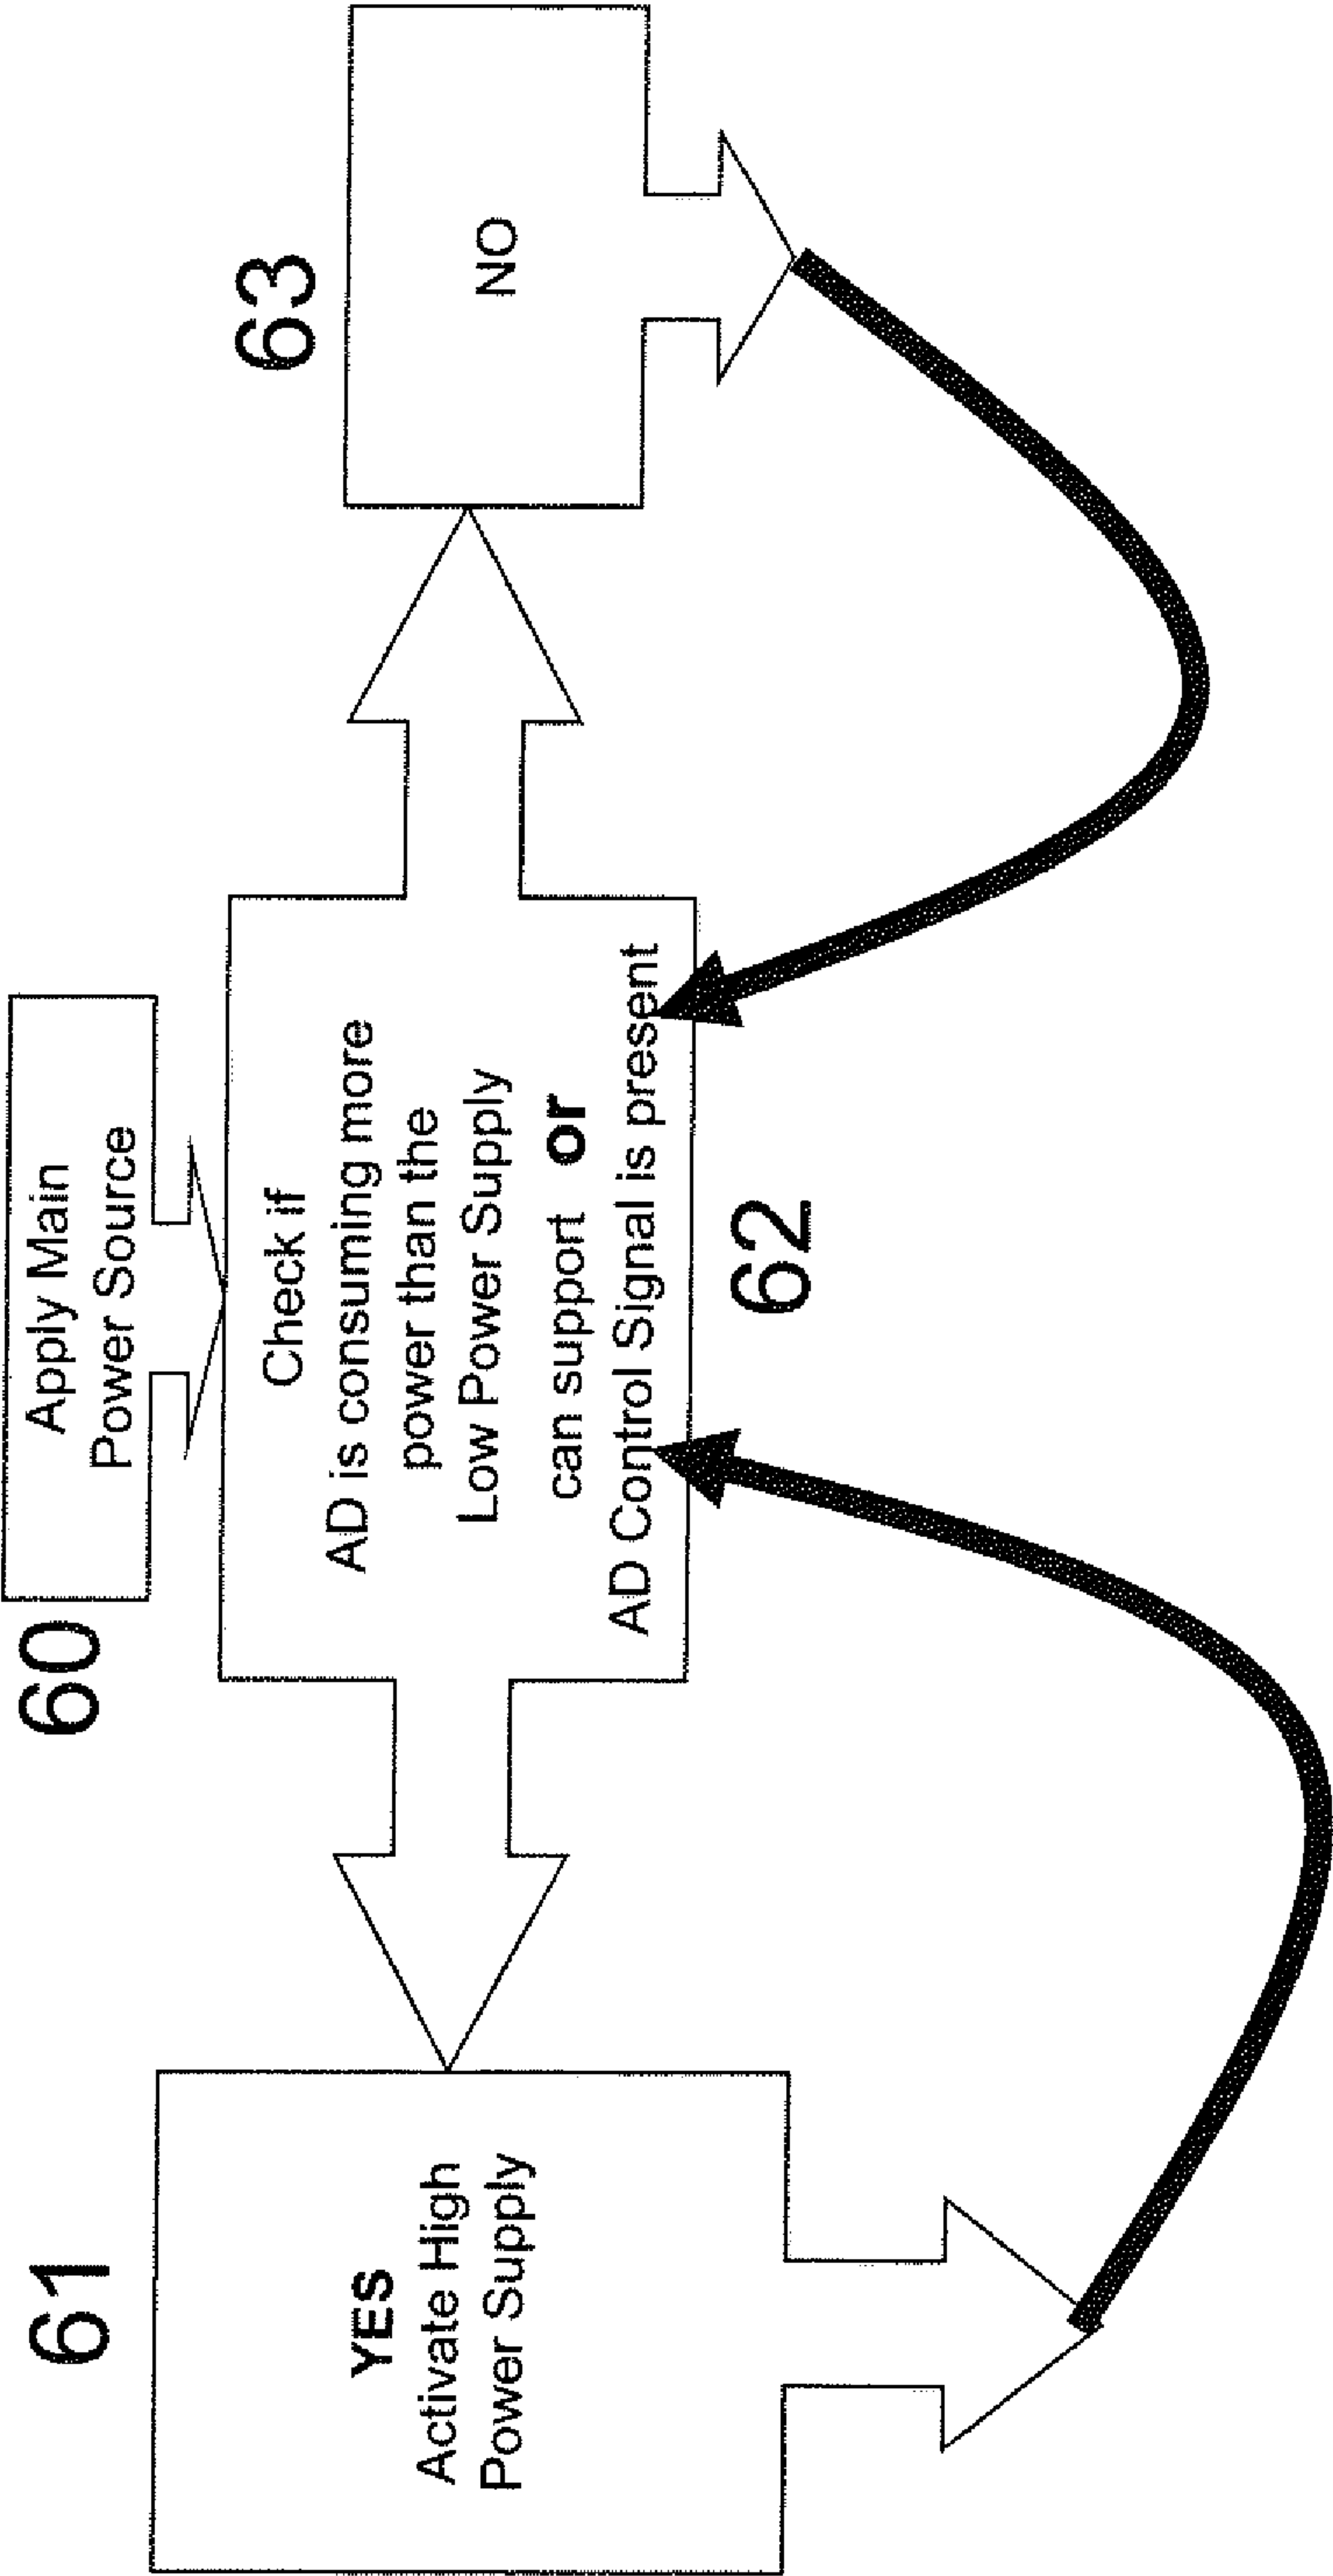 60
Apply Main
Power Source
61
YES
Activate High
Power Supply
Check if
AD is consuming more
power than the
Low Power Supply
can support or
AD Control Signal is present
62
63
NO